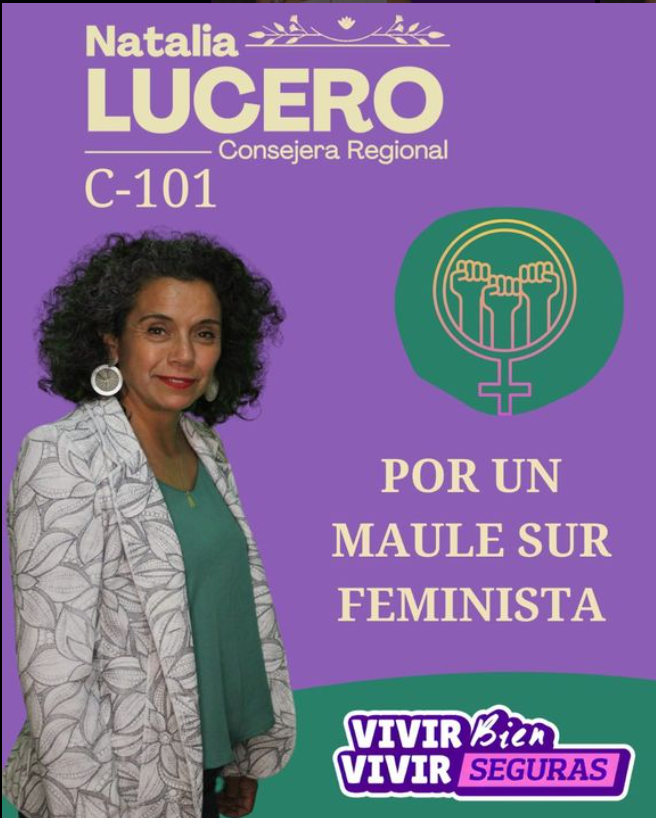 Natalia
LUCERO
Consejera Regional
C-101
POR UN
MAULE SUR
FEMINISTA
VIVIR Bien
VIVIR SEGURAS